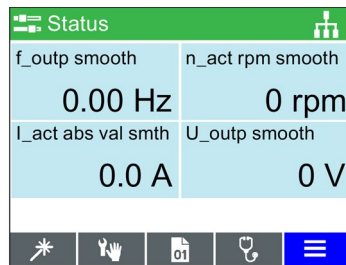 Status
f_outp smooth
n_act rpm smooth
0.00 Hz
0 rpm
I_act abs val smth
U_outp smooth
0.0 A
0 V
01